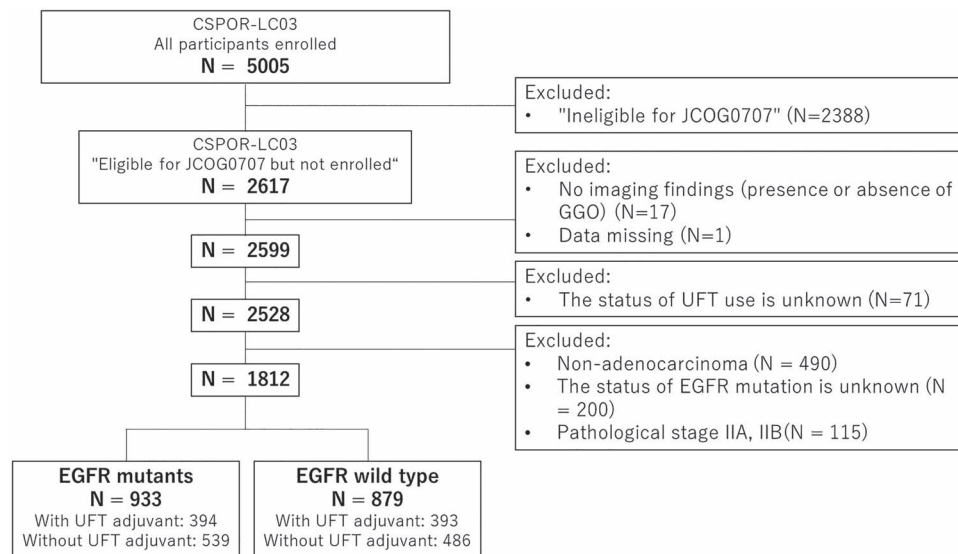 CSPOR-LC03
All participants enrolled
N = 5005
Excluded:
• "Ineligible for JCOG0707" (N=2388)
CSPOR-LC03
"Eligible for JCOG0707 but not enrolled“
N = 2617
Excluded:
• No imaging findings (presence or absence of
GGO) (N=17)
• Data missing (N=1)
N = 2599
Excluded:
• The status of UFT use is unknown (N=71)
N = 2528
Excluded:
• Non-adenocarcinoma (N = 490)
• The status of EGFR mutation is unknown (N
= 200)
• Pathological stage IIA, IIB(N = 115)
N = 1812
EGFR mutants
N = 933
With UFT adjuvant: 394
Without UFT adjuvant: 539
EGFR wild type
N = 879
With UFT adjuvant: 393
Without UFT adjuvant: 486